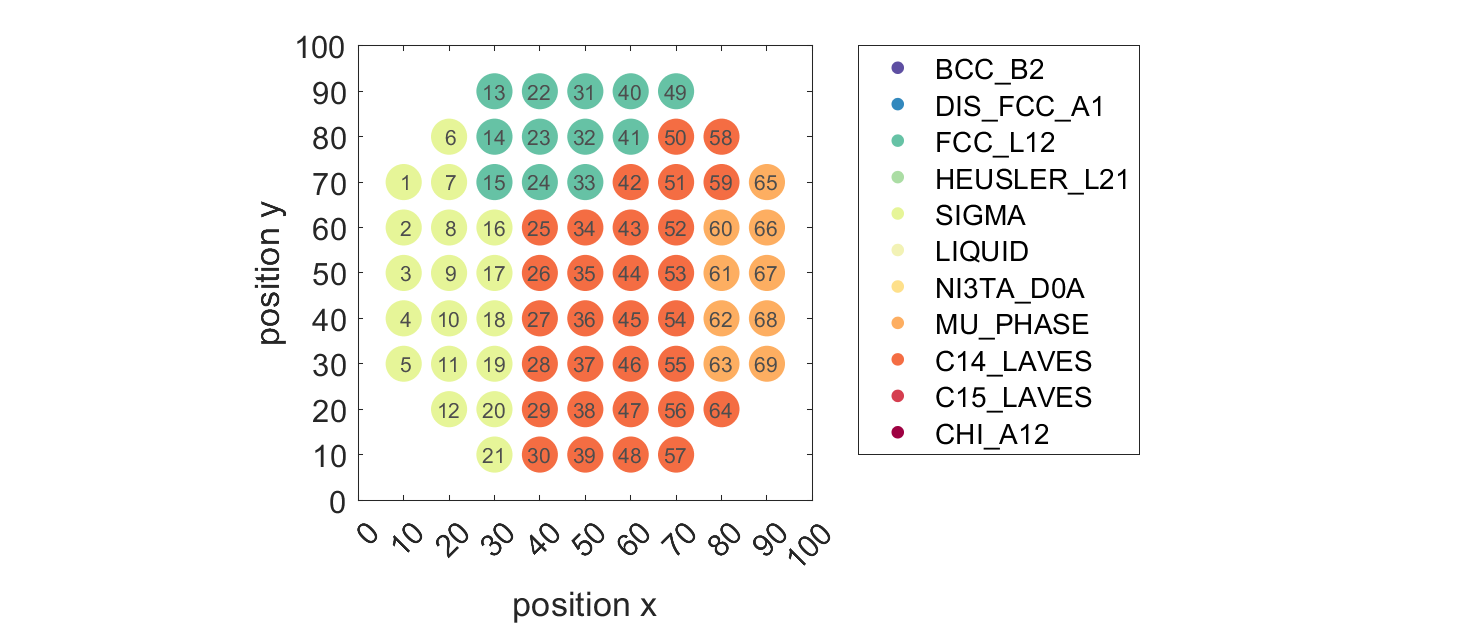 100
90 13 22 31 40 49
80 6 14 23 32 41 50 58
70 1 7 15 24 33 42 51 59 65
60 2 8 16 25 34 43 52 60 66
50 3 9 17 26 35 44 53 61 67
40 4 10 18 27 36 45 54 62 68
30 5 11 19 28 37 46 55 63 69
20 12 20 29 38 47 56 64
10 21 30 39 48 57
0
0 10 20 30 40 50 60 70 80 90 100
position x
position y
BCC_B2
DIS_FCC_A1
FCC_L12
HEUSLER_L21
SIGMA
LIQUID
NI3TA_D0A
MU_PHASE
C14_LAVES
C15_LAVES
CHI_A12